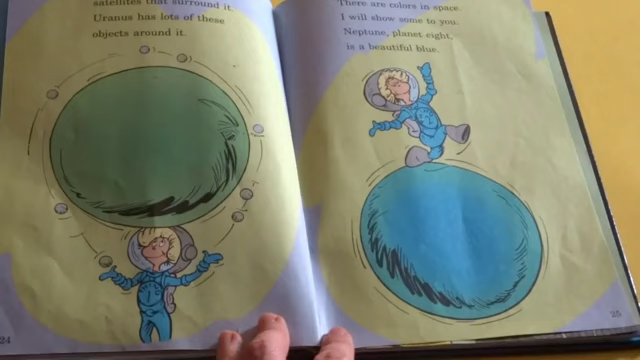 satellites that surround it.
Uranus has lots of these
objects around it.
24
There are colors in space.
I will show some to you.
Neptune, planet eight,
is a beautiful blue.
25